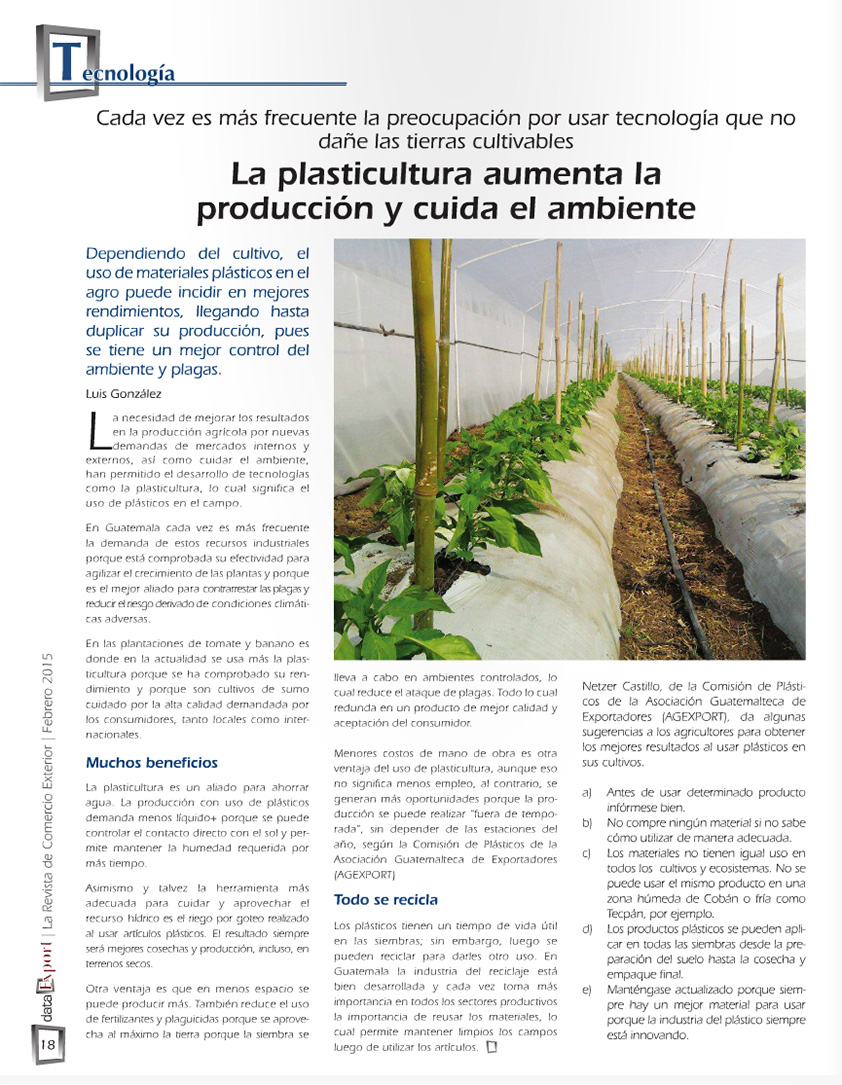 Tecnología
Cada vez es más frecuente la preocupación por usar tecnología que no
dañe las tierras cultivables
La plasticultura aumenta la
producción y cuida el ambiente
Dependiendo del cultivo, el
uso de materiales plásticos en el
agro puede incidir en mejores
rendimientos, llegando hasta
duplicar su producción, pues
se tiene un mejor control del
ambiente y plagas.
Luis González
La necesidad de mejorar los resultados
en la producción agrícola por nuevas
demandas de mercados internos y
externos, así como cuidar el ambiente,
han permitido el desarrollo de tecnologías
como la plasticultura, lo cual significa el
uso de plásticos en el campo.
En Guatemala cada vez es más frecuente
la demanda de estos recursos industriales
porque está comprobada su efectividad para
agilizar el crecimiento de las plantas y porque
es el mejor aliado para contrarrestar las plagas y
reducir el riesgo derivado de condiciones climáti-
cas adversas.
En las plantaciones de tomate y banano es
donde en la actualidad se usa más la plas-
ticultura porque se ha comprobado su ren-
dimiento y porque son cultivos de sumo
cuidado por la alta calidad demandada por
los consumidores, tanto locales como inter-
nacionales.
Muchos beneficios
La plasticultura es un aliado para ahorrar
agua. La producción con uso de plásticos
demanda menos líquido+ porque se puede
controlar el contacto directo con el sol y per-
mite mantener la humedad requerida por
más tiempo.
Asimismo y talvez la herramienta más
adecuada para cuidar y aprovechar el
recurso hídrico es el riego por goteo realizado
al usar artículos plásticos. El resultado siempre
será mejores cosechas y producción, incluso, en
terrenos secos.
Otra ventaja es que en menos espacio se
puede producir más. También reduce el uso
de fertilizantes y plaguicidas porque se aprove-
cha al máximo la tierra porque la siembra se
lleva a cabo en ambientes controlados, lo
cual reduce el ataque de plagas. Todo lo cual
redunda en un producto de mejor calidad y
aceptación del consumidor.
Menores costos de mano de obra es otra
ventaja del uso de plasticultura, aunque eso
no significa menos empleo, al contrario, se
generan más oportunidades porque la pro-
ducción se puede realizar "fuera de tempo-
rada", sin depender de las estaciones del
año, según la Comisión de Plásticos de la
Asociación Guatemalteca de Exportadores
(AGEXPORT)
Todo se recicla
Los plásticos tienen un tiempo de vida útil
en las siembras; sin embargo, luego se
pueden reciclar para darles otro uso. En
Guatemala la industria del reciclaje está
bien desarrollada y cada vez toma más
importancia en todos los sectores productivos
la importancia de reusar los materiales, lo
cual permite mantener limpios los campos
luego de utilizar los artículos.
Netzer Castillo, de la Comisión de Plásti-
cos de la Asociación Guatemalteca de
Exportadores (AGEXPORT), da algunas
sugerencias a los agricultores para obtener
los mejores resultados al usar plásticos en
sus cultivos.
a) Antes de usar determinado producto
infórmese bien.
b) No compre ningún material si no sabe
cómo utilizar de manera adecuada.
c) Los materiales no tienen igual uso en
todos los cultivos y ecosistemas. No se
puede usar el mismo producto en una
zona húmeda de Cobán o fría como
Tecpán, por ejemplo.
d) Los productos plásticos se pueden apli-
car en todas las siembras desde la pre-
paración del suelo hasta la cosecha y
empaque final.
e) Manténgase actualizado porque siem-
pre hay un mejor material para usar
porque la industria del plástico siempre
está innovando.
dataExport | La Revista de Comercio Exterior | Febrero 2015
18